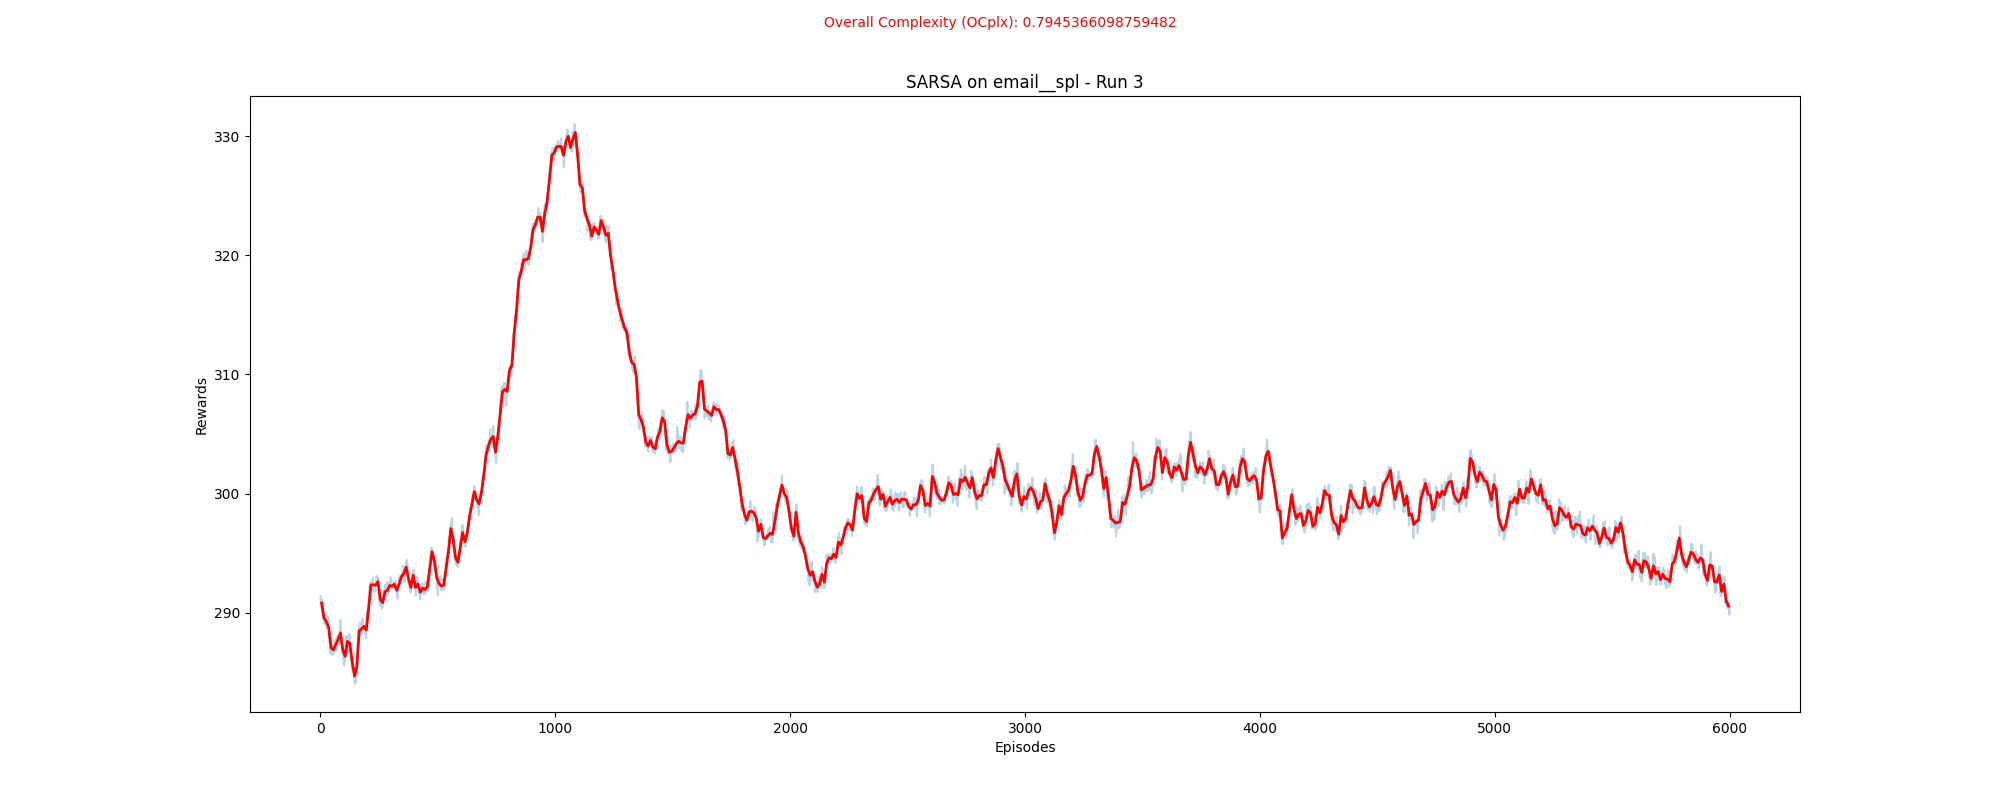 Overall Complexity (OCplx): 0.7945366098759482
SARSA on email__spl - Run 3
330
320
310
300
290
Rewards
0 1000 2000 3000 4000 5000 6000
Episodes